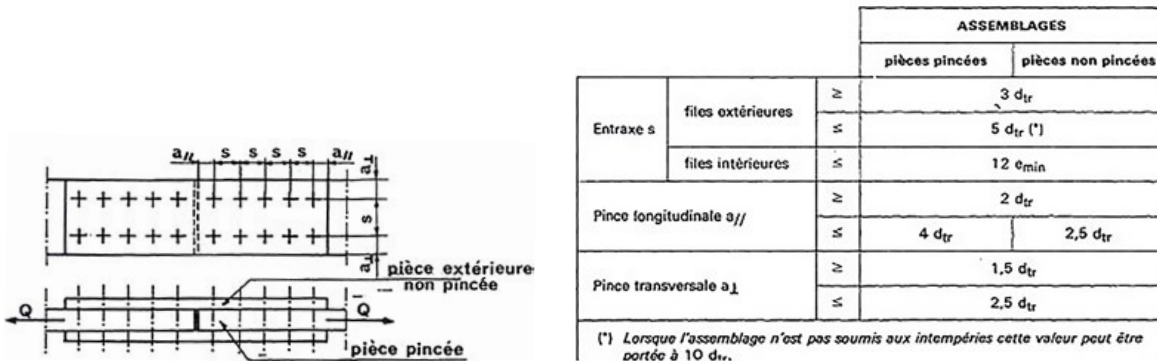 a// s s s s a//
a⊥
s
a⊥
pièce extérieure
non pincée
Q
Q
pièce pincée
ASSEMBLAGES
pièces pincées pièces non pincées
Entraxe s files extérieures ≥ 3 dtr
≤ 5 dtr (*)
files intérieures ≤ 12 emin
Pince longitudinale a// ≥ 2 dtr
≤ 4 dtr 2,5 dtr
Pince transversale a⊥ ≥ 1,5 dtr
≤ 2,5 dtr
(*) Lorsque l'assemblage n'est pas soumis aux intempéries cette valeur peut être
portée à 10 dtr.